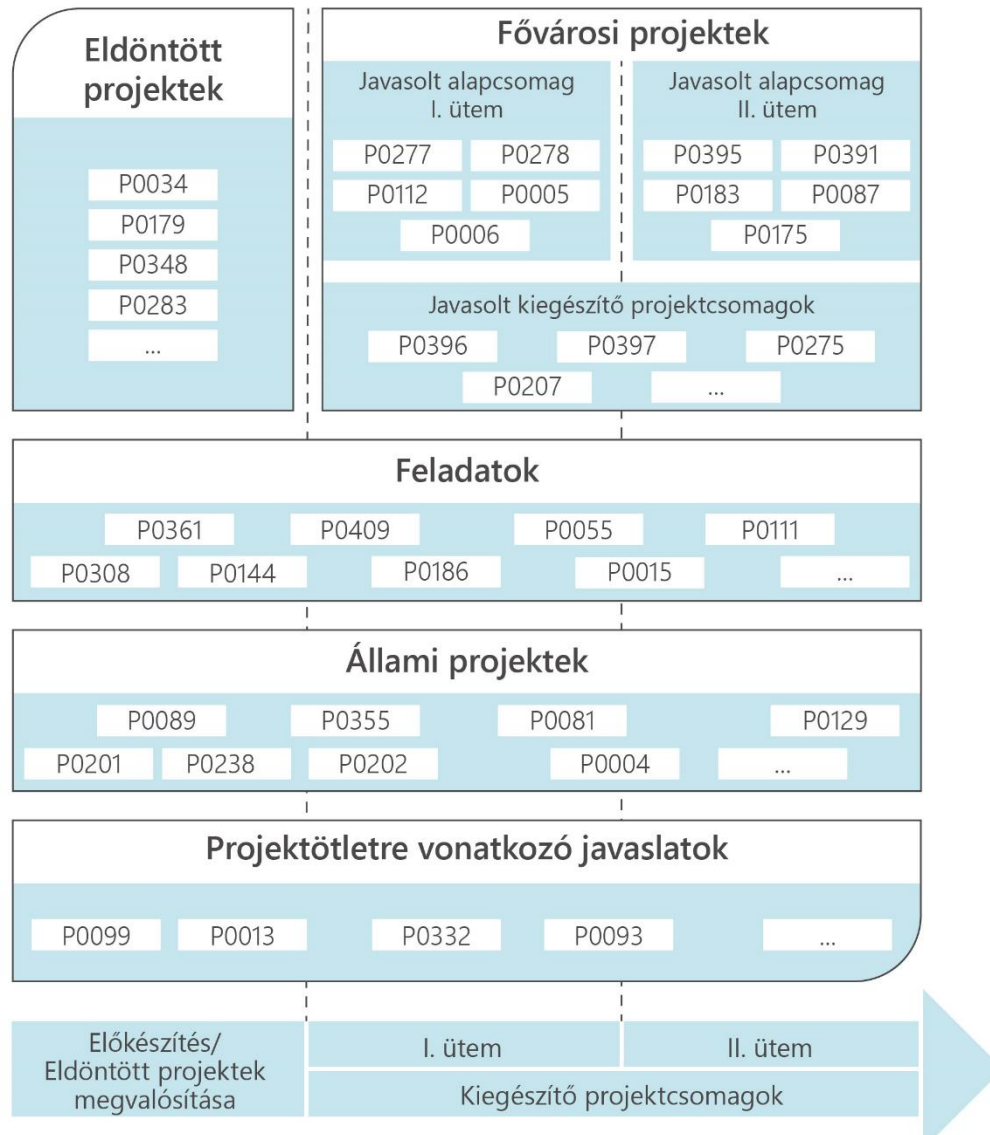 Eldöntött
projektek
P0034
P0179
P0348
P0283
...
Fővárosi projektek
Javasolt alapcsomag
I. ütem
P0277 P0278
P0112 P0005
P0006
Javasolt alapcsomag
II. ütem
P0395 P0391
P0183 P0087
P0175
Javasolt kiegészítő projektcsomagok
P0396 P0397 P0275
P0207 ...
Feladatok
P0361 P0409 P0055 P0111
P0308 P0144 P0186 P0015 ...
Állami projektek
P0089 P0355 P0081 P0129
P0201 P0238 P0202 P0004 ...
Projektötletre vonatkozó javaslatok
P0099 P0013 P0332 P0093 ...
Előkészítés/
Eldöntött projektek
megvalósítása
I. ütem II. ütem
Kiegészítő projektcsomagok